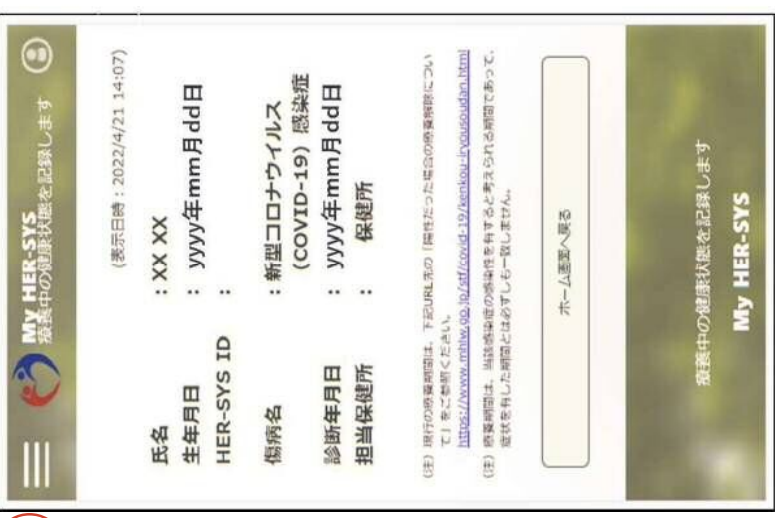 My HER-SYS
療養中の健康状態を記録します
(表示日時：2022/4/21 14:07)
氏名 ：XX XX
生年月日 ： yyyy年mm月dd日
HER-SYS ID ：
傷病名 ：新型コロナウイルス
(COVID-19) 感染症
診断年月日 ： yyyy年mm月dd日
担当保健所 ： 保健所
(注) 現行の療養期間は、下記URL先の「陽性だった場合の療養解除につい
て」をご参照ください。
https://www.mhlw.go.jp/stf/covid-19/kenkou-iryousoudan.html
(注) 療養期間は、当該感染症の感染性を有すると考えられる期間であって、
症状を有した期間とは必ずしも一致しません。
ホーム画面へ戻る
療養中の健康状態を記録します
My HER-SYS